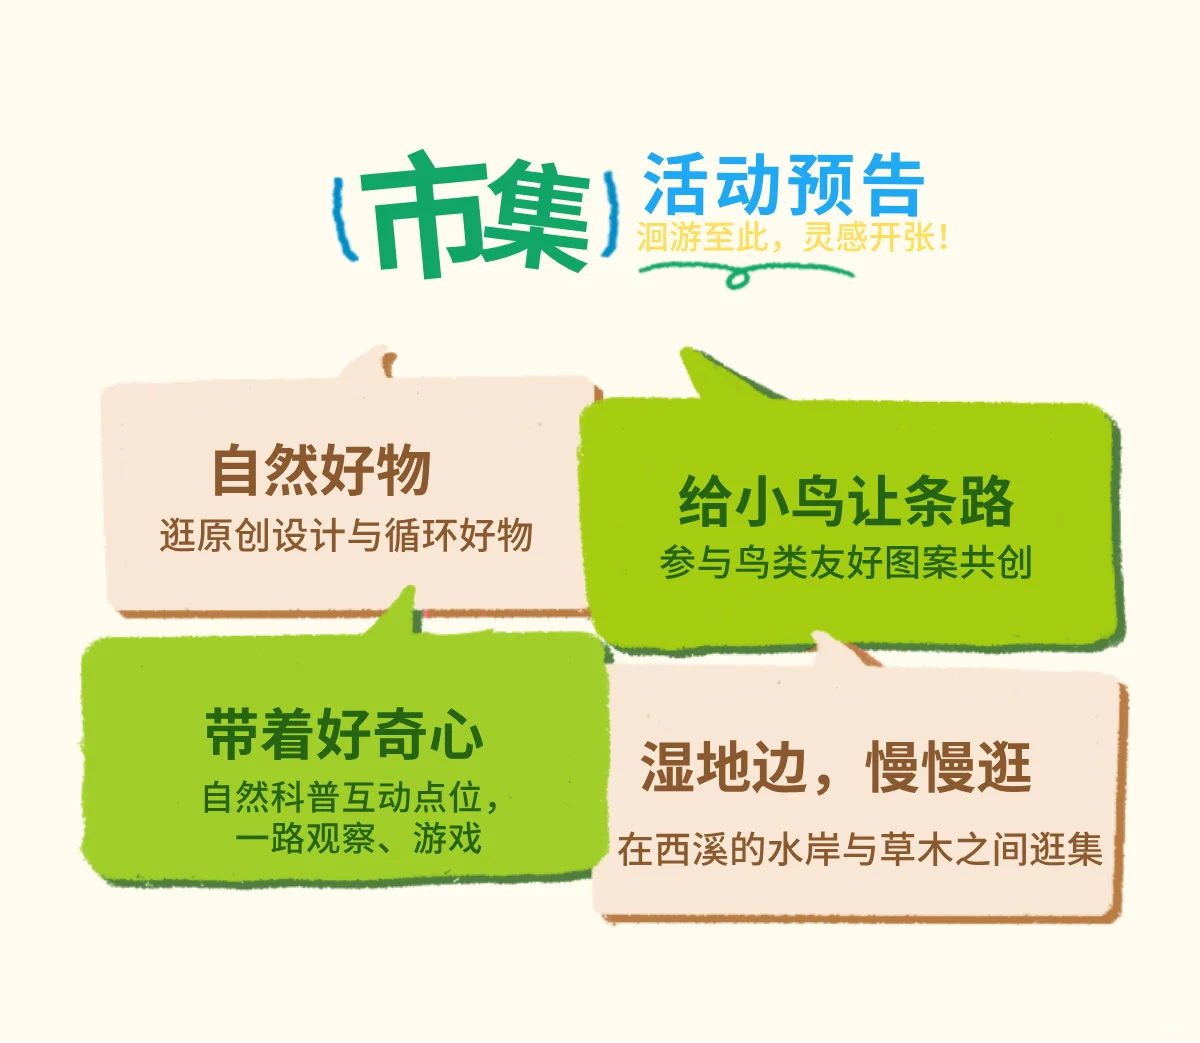 (市集)
活动预告
洄游至此，灵感开张！
自然好物
逛原创设计与循环好物
给小鸟让条路
参与鸟类友好图案共创
带着好奇心
自然科普互动点位，
一路观察、游戏
湿地边，慢慢逛
在西溪的水岸与草木之间逛集